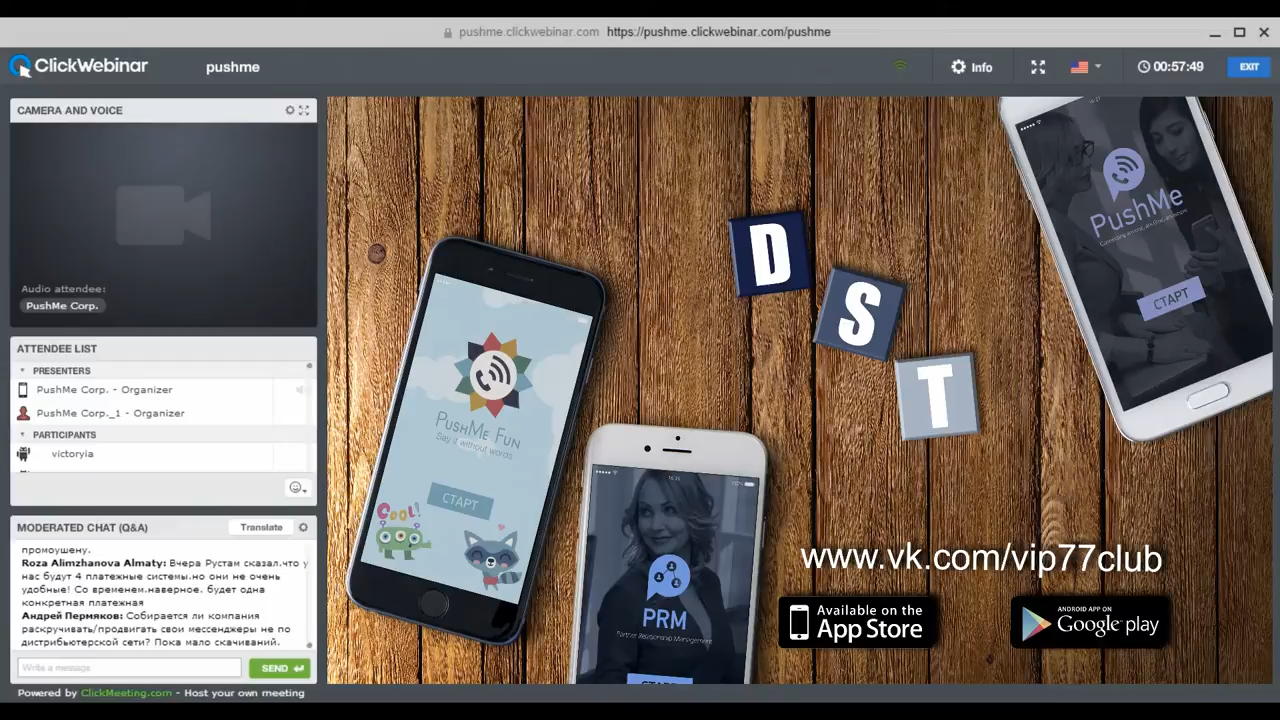 pushme.clickwebinar.com https://pushme.clickwebinar.com/pushme
ClickWebinar pushme Info 00:57:49 EXIT
CAMERA AND VOICE
Audio attendee:
PushMe Corp.
ATTENDEE LIST
PRESENTERS
PushMe Corp. - Organizer
PushMe Corp._1 - Organizer
PARTICIPANTS
victoryia
MODERATED CHAT (Q&A) Translate
промоушену.
Roza Alimzhanova Almaty: Вчера Рустам сказал.что у
нас будут 4 платежные системы.но они не очень
удобные! Со временем.наверное. будет одна
конкретная платежная
Андрей Пермяков: Собирается ли компания
раскручивать/продвигать свои мессенджеры не по
дистрибьютерской сети? Пока мало скачиваний.
Write a message SEND
Powered by ClickMeeting.com - Host your own meeting
PushMe Fun
Say it without words
СТАРТ
Cool!
PRM
Partner Relationship Management
СТАРТ
D
S
T
PushMe
СТАРТ
www.vk.com/vip77club
Available on the
App Store
ANDROID APP ON
Google play